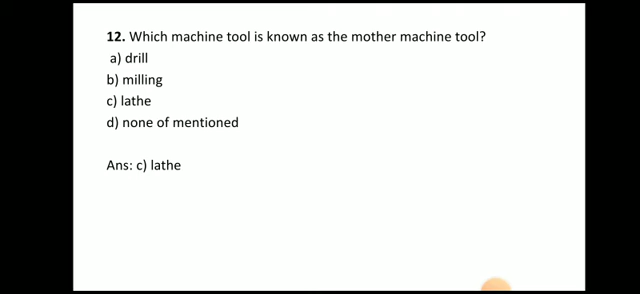 12. Which machine tool is known as the mother machine tool?
a) drill
b) milling
c) lathe
d) none of mentioned
Ans: c) lathe